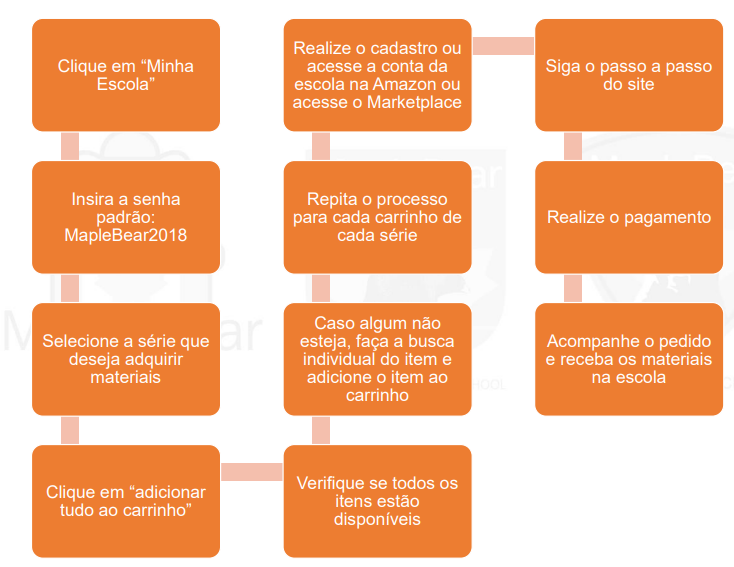 Clique em “Minha
Escola”
Insira a senha
padrão:
MapleBear2018
Selecione a série que
deseja adquirir
materiais
Clique em “adicionar
tudo ao carrinho”
Verifique se todos os
itens estão
disponíveis
Caso algum não
esteja, faça a busca
individual do item e
adicione o item ao
carrinho
Repita o processo
para cada carrinho de
cada série
Realize o cadastro ou
acesse a conta da
escola na Amazon ou
acesse o Marketplace
Siga o passo a passo
do site
Realize o pagamento
Acompanhe o pedido
e receba os materiais
na escola